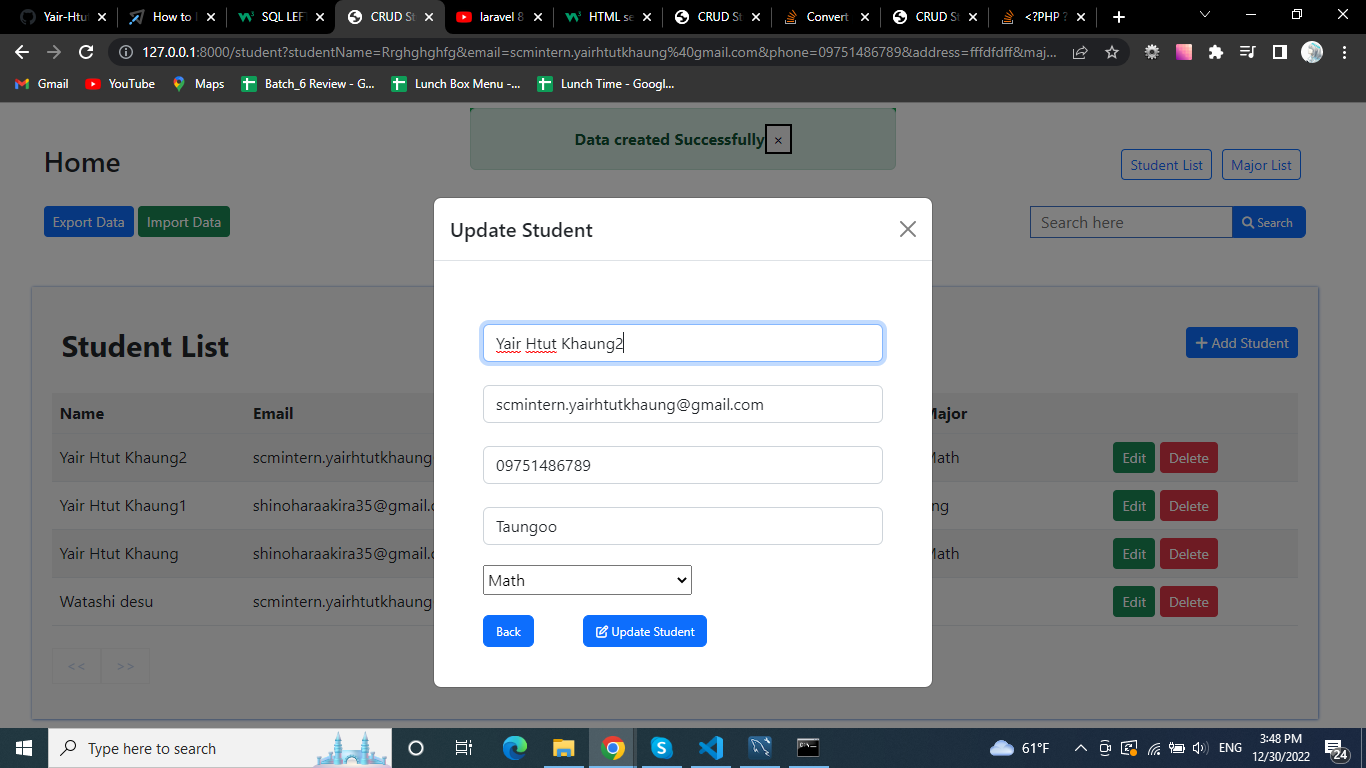 Yair-Htut
How to
SQL LEF
CRUD St
laravel 8
HTML se
CRUD St
Convert
CRUD St
<?PHP ?
127.0.0.1:8000/student?studentName=Rrghghghfg&email=scmintern.yairhtutkhaung%40gmail.com&phone=09751486789&address=fffdfdff&maj...
Gmail YouTube Maps Batch_6 Review - G... Lunch Box Menu -... Lunch Time - Googl...
Data created Successfully ×
Home
Student List Major List
Export Data Import Data
Search here Search
Update Student
Student List
+ Add Student
Name Email Major
Yair Htut Khaung2 scmintern.yairhtutkhaung Math Edit Delete
Yair Htut Khaung1 shinoharaakira35@gmail.c ng Edit Delete
Yair Htut Khaung shinoharaakira35@gmail.c Math Edit Delete
Watashi desu scmintern.yairhtutkhaung Edit Delete
<< >>
Yair Htut Khaung2
scmintern.yairhtutkhaung@gmail.com
09751486789
Taungoo
Math
Back Update Student
Type here to search
61°F
ENG
3:48 PM
12/30/2022
24